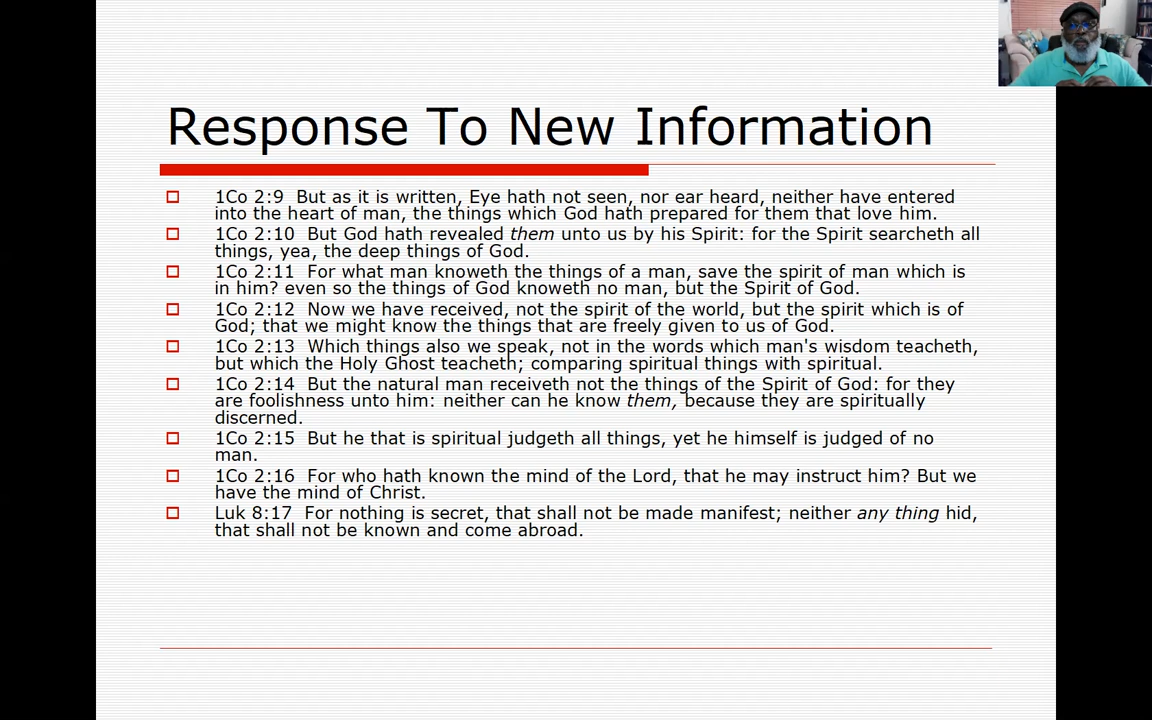 Response To New Information
1Co 2:9 But as it is written, Eye hath not seen, nor ear heard, neither have entered
into the heart of man, the things which God hath prepared for them that love him.
1Co 2:10 But God hath revealed them unto us by his Spirit: for the Spirit searcheth all
things, yea, the deep things of God.
1Co 2:11 For what man knoweth the things of a man, save the spirit of man which is
in him? even so the things of God knoweth no man, but the Spirit of God.
1Co 2:12 Now we have received, not the spirit of the world, but the spirit which is of
God; that we might know the things that are freely given to us of God.
1Co 2:13 Which things also we speak, not in the words which man's wisdom teacheth,
but which the Holy Ghost teacheth; comparing spiritual things with spiritual.
1Co 2:14 But the natural man receiveth not the things of the Spirit of God: for they
are foolishness unto him: neither can he know them, because they are spiritually
discerned.
1Co 2:15 But he that is spiritual judgeth all things, yet he himself is judged of no
man.
1Co 2:16 For who hath known the mind of the Lord, that he may instruct him? But we
have the mind of Christ.
Luk 8:17 For nothing is secret, that shall not be made manifest; neither any thing hid,
that shall not be known and come abroad.